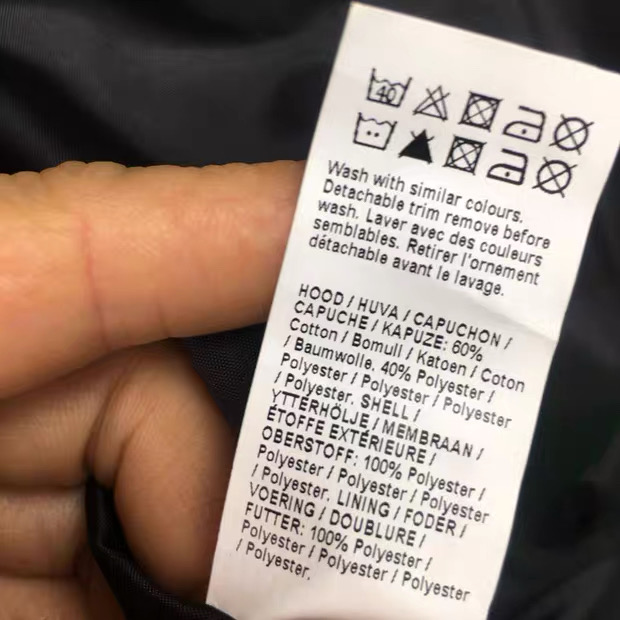 40
Wash with similar colours.
Detachable trim remove before
wash. Laver avec des couleurs
semblables. Retirer l'ornement
détachable avant le lavage.
HOOD / HUVA / CAPUCHON /
CAPUCHE / KAPUZE: 60%
Cotton / Bomull / Katoen / Coton
/ Baumwolle. 40% Polyester /
Polyester / Polyester / Polyester
/ Polyester. SHELL /
YTTERHÖLJE / MEMBRAAN /
ÉTOFFE EXTÉRIEURE /
OBERSTOFF: 100% Polyester /
Polyester / Polyester / Polyester
/ Polyester. LINING / FODER /
VOERING / DOUBLURE /
FUTTER: 100% Polyester /
Polyester / Polyester / Polyester
/ Polyester.